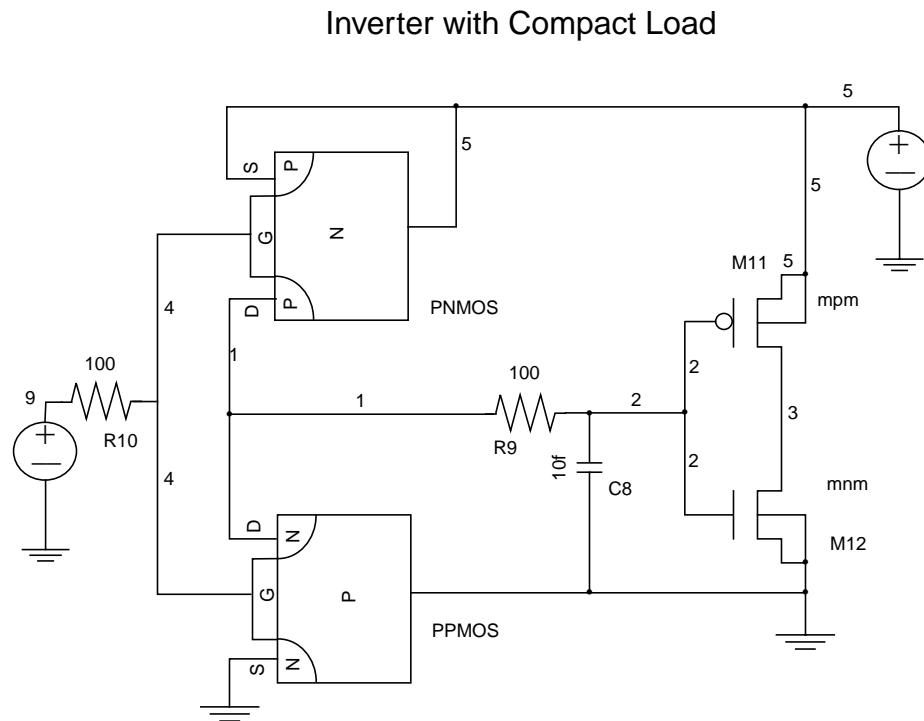 Inverter with Compact Load
5
5
S
P
5
G
N
M11
5
mpm
D
P
PNMOS
4
1
100
100
2
9
1
2
3
R10
R9
10f
2
4
C8
mnm
D
N
M12
G
P
PPMOS
S
N